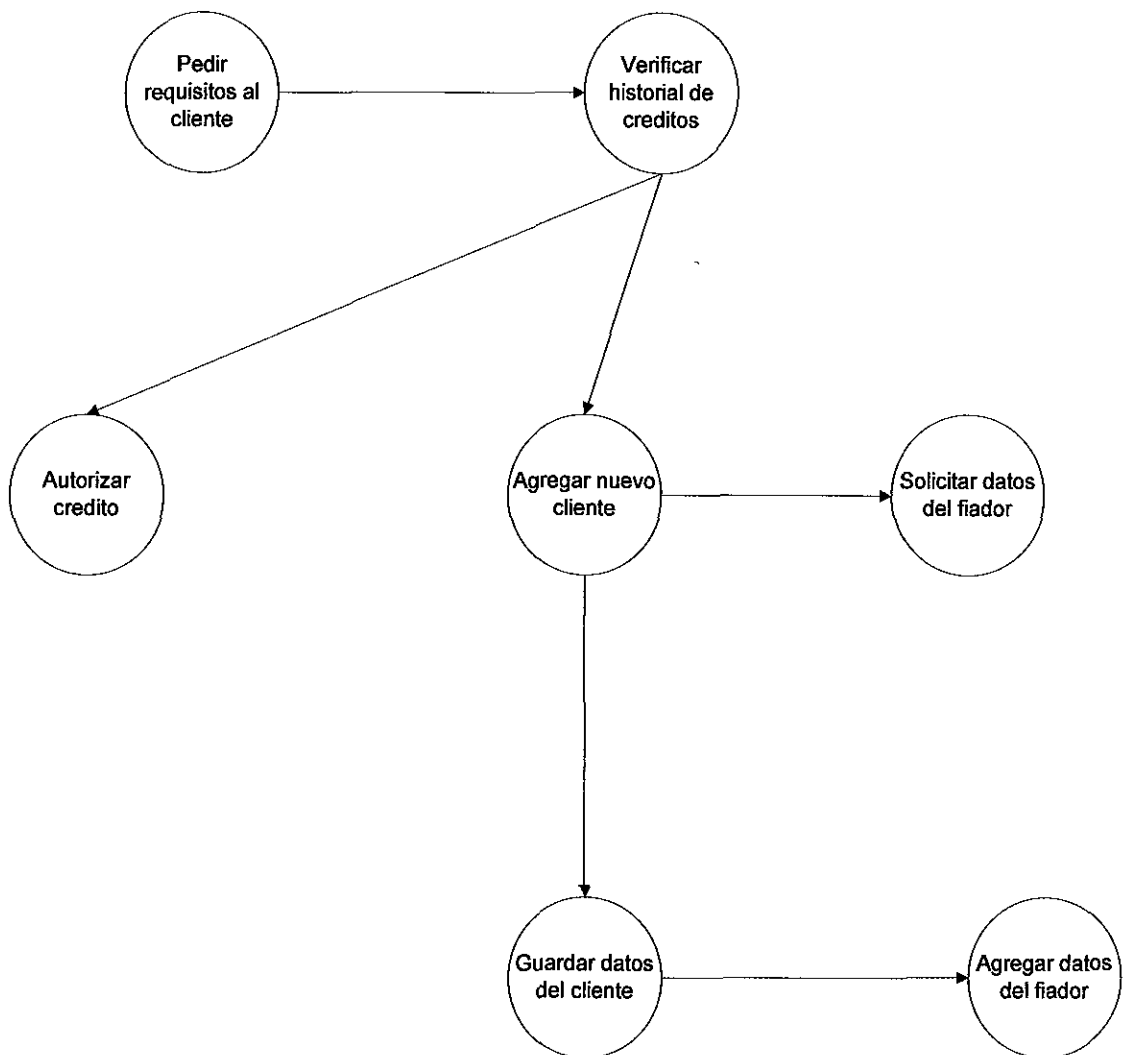 Pedir
requisitos al
cliente
Verificar
historial de
creditos
Autorizar
credito
Agregar nuevo
cliente
Solicitar datos
del fiador
Guardar datos
del cliente
Agregar datos
del fiador